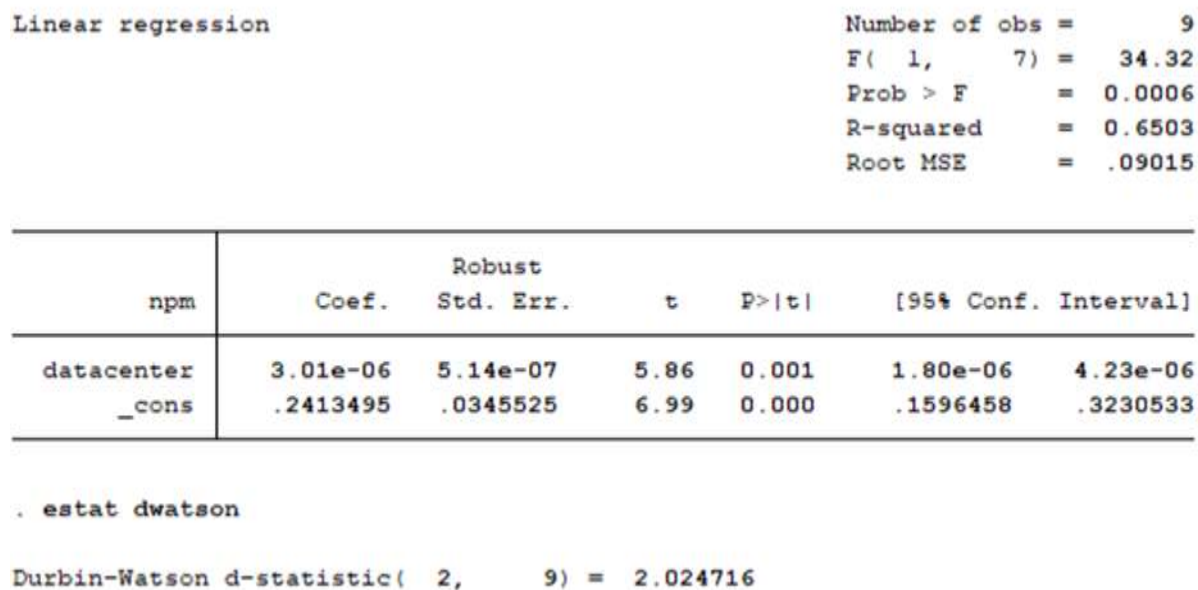 Linear regression Number of obs = 9
F( 1, 7) = 34.32
Prob > F = 0.0006
R-squared = 0.6503
Root MSE = .09015
Robust
npm Coef. Std. Err. t P>|t| [95% Conf. Interval]
datacenter 3.01e-06 5.14e-07 5.86 0.001 1.80e-06 4.23e-06
_cons .2413495 .0345525 6.99 0.000 .1596458 .3230533
. estat dwatson
Durbin-Watson d-statistic( 2, 9) = 2.024716